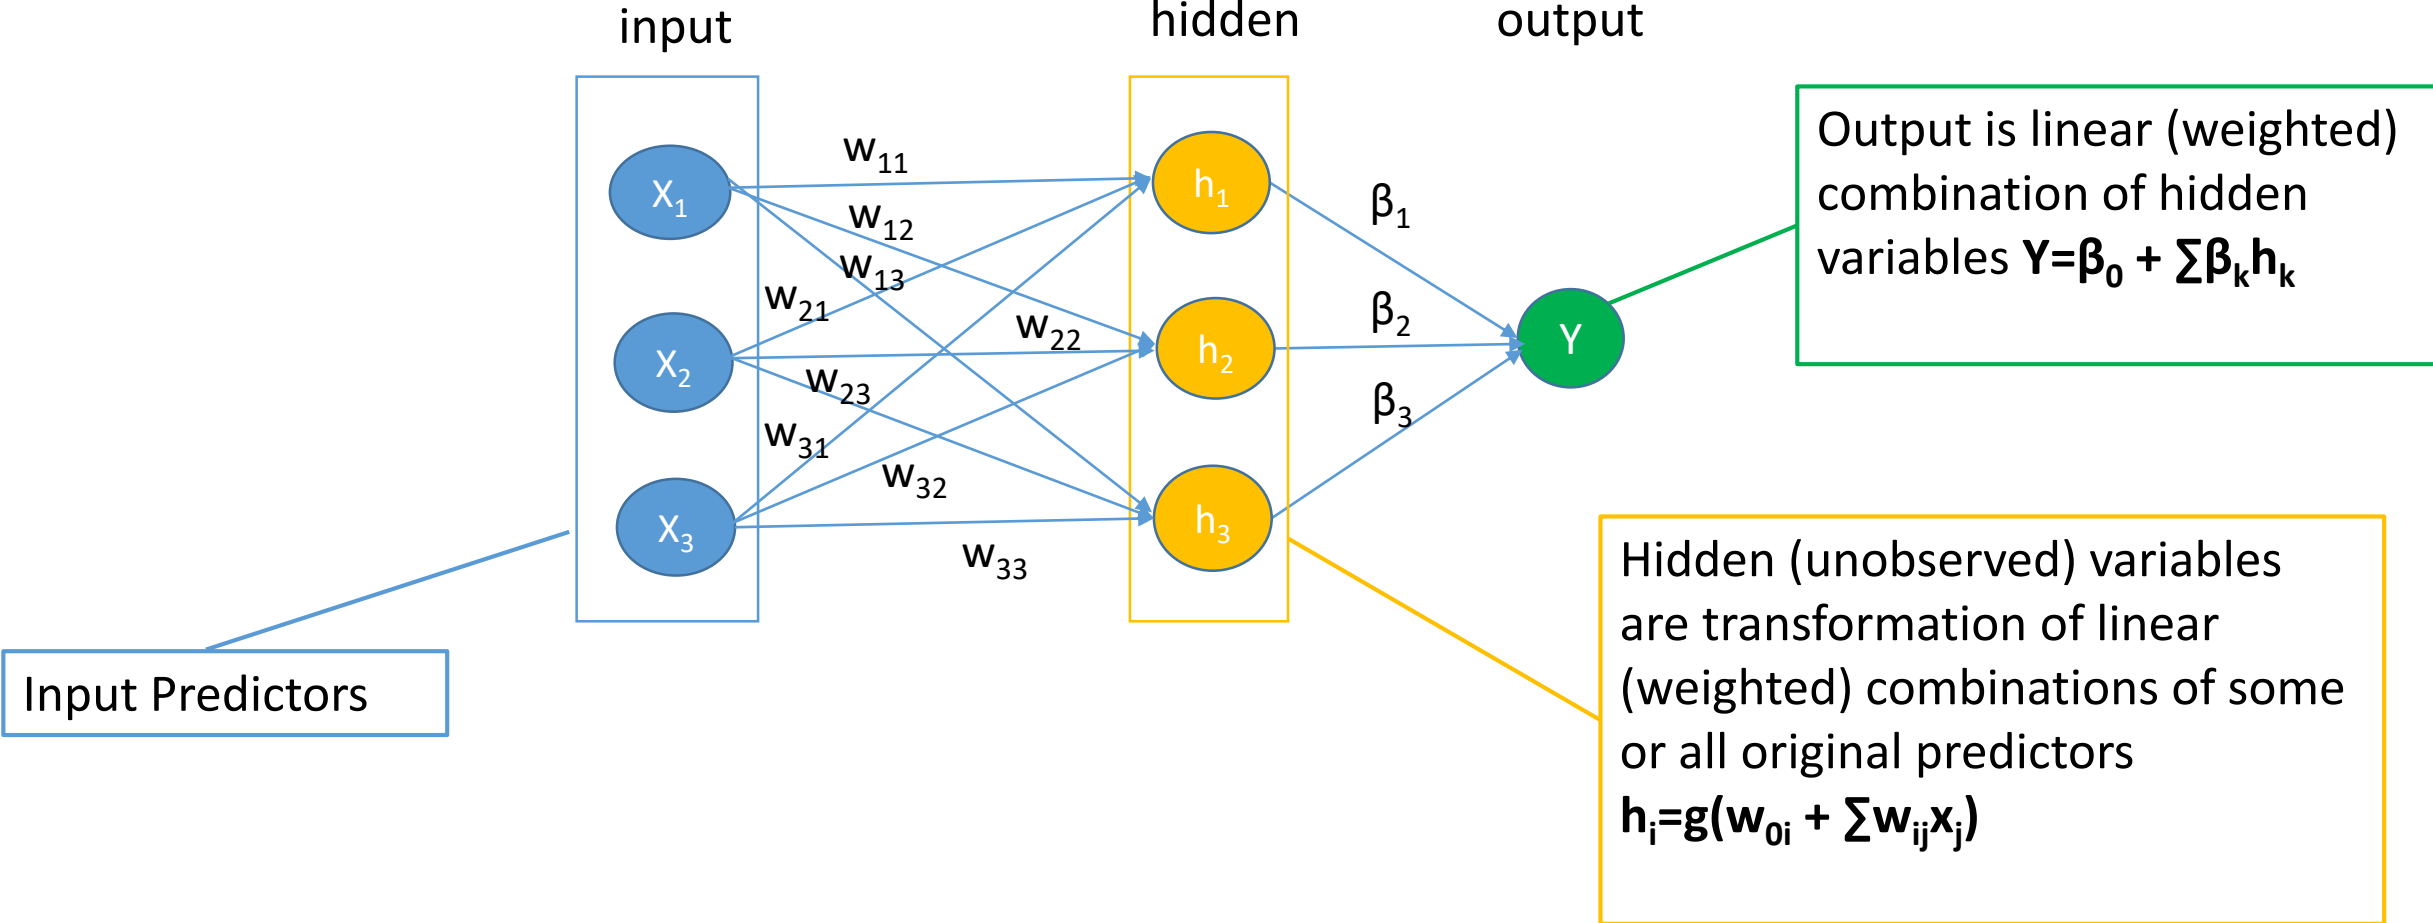 input
hidden
output
X₁
X₂
X₃
w₁₁
w₁₂
w₁₃
w₂₁
w₂₂
w₂₃
w₃₁
w₃₂
w₃₃
h₁
h₂
h₃
β₁
β₂
β₃
Y
Output is linear (weighted)
combination of hidden
variables Y=β₀ + ∑βₖhₖ
Input Predictors
Hidden (unobserved) variables
are transformation of linear
(weighted) combinations of some
or all original predictors
hᵢ=g(w₀ᵢ + ∑wᵢⱼxⱼ)